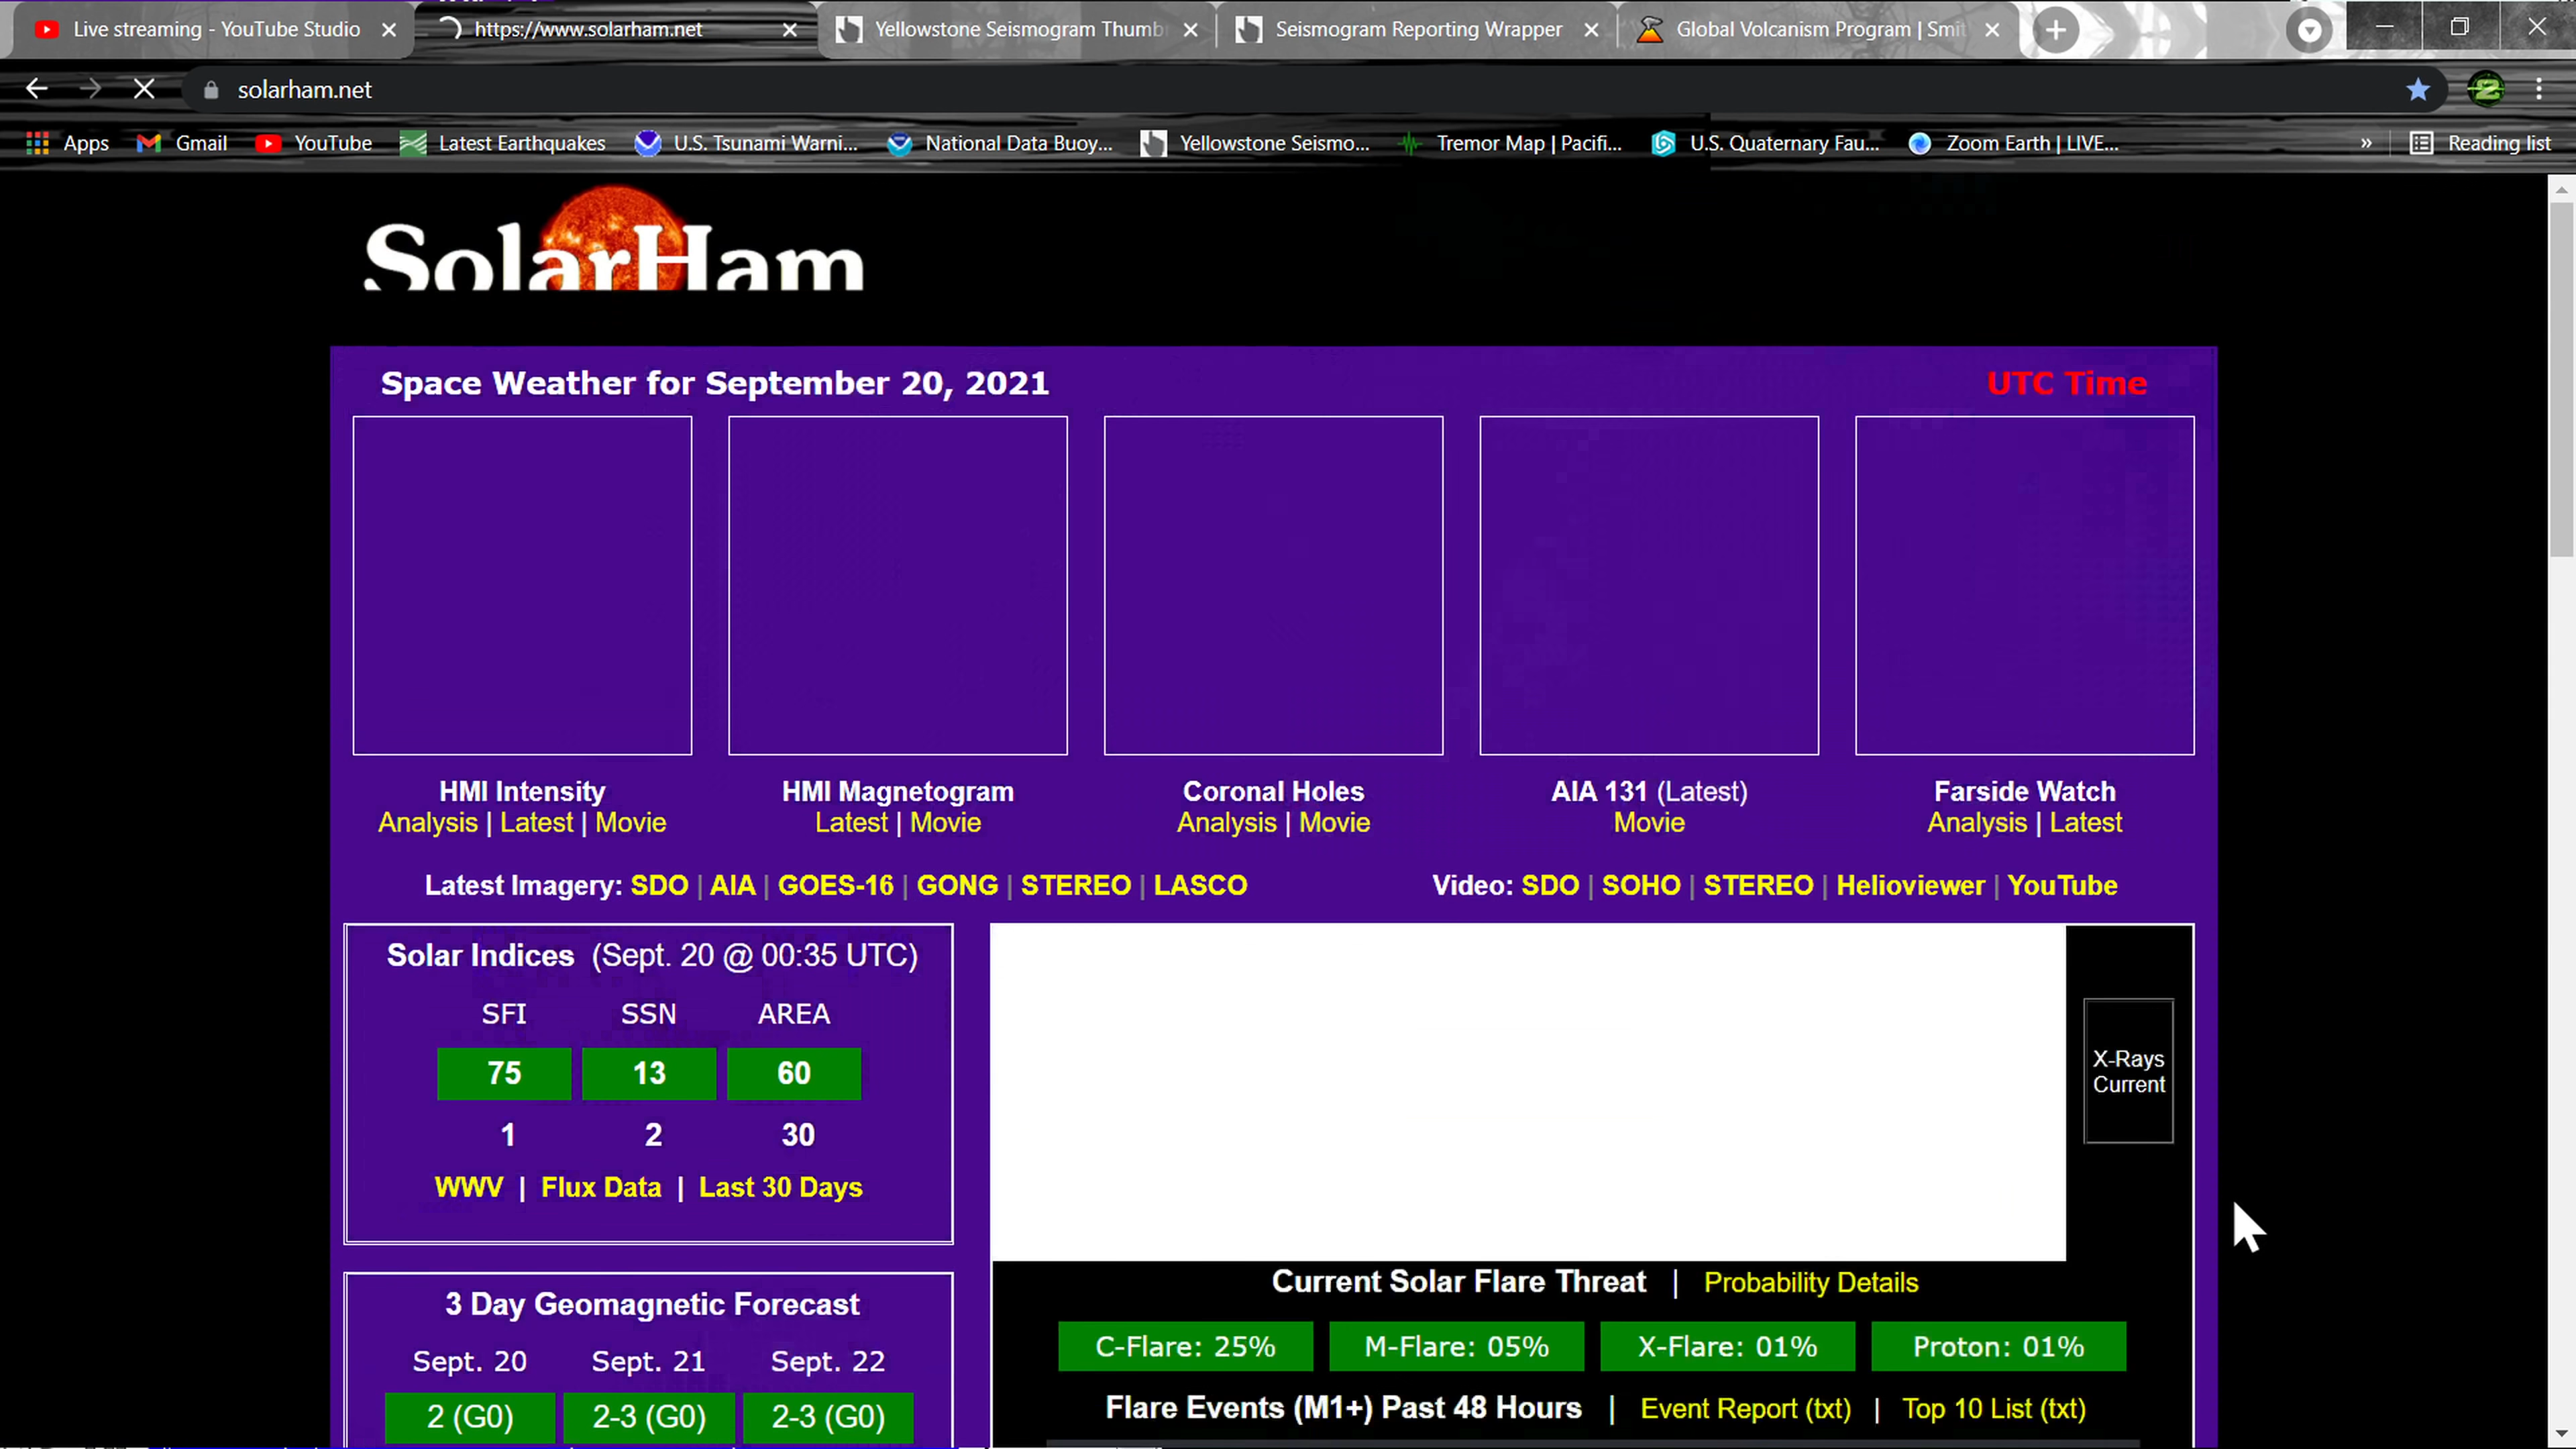 Live streaming - YouTube Studio
https://www.solarham.net
Yellowstone Seismogram Thumb
Seismogram Reporting Wrapper
Global Volcanism Program | Smit
solarham.net
Apps
Gmail
YouTube
Latest Earthquakes
U.S. Tsunami Warni...
National Data Buoy...
Yellowstone Seismo...
Tremor Map | Pacifi...
U.S. Quaternary Fau...
Zoom Earth | LIVE...
»
Reading list
SolarHam
Space Weather for September 20, 2021
UTC Time
HMI Intensity
Analysis | Latest | Movie
HMI Magnetogram
Latest | Movie
Coronal Holes
Analysis | Movie
AIA 131 (Latest)
Movie
Farside Watch
Analysis | Latest
Latest Imagery: SDO | AIA | GOES-16 | GONG | STEREO | LASCO
Video: SDO | SOHO | STEREO | Helioviewer | YouTube
Solar Indices (Sept. 20 @ 00:35 UTC)
SFI SSN AREA
75 13 60
1 2 30
WWV | Flux Data | Last 30 Days
X-Rays
Current
3 Day Geomagnetic Forecast
Sept. 20 Sept. 21 Sept. 22
2 (G0) 2-3 (G0) 2-3 (G0)
Current Solar Flare Threat | Probability Details
C-Flare: 25% M-Flare: 05% X-Flare: 01% Proton: 01%
Flare Events (M1+) Past 48 Hours | Event Report (txt) | Top 10 List (txt)